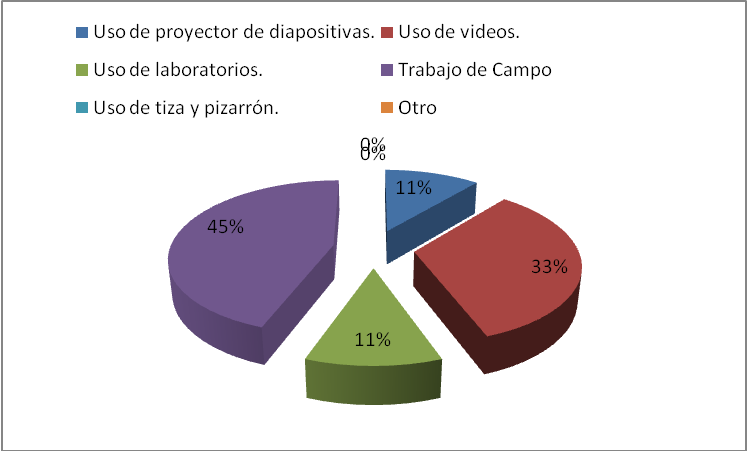 Uso de proyector de diapositivas. Uso de videos.
Uso de laboratorios. Trabajo de Campo
Uso de tiza y pizarrón. Otro
0%
0%
11%
45%
33%
11%